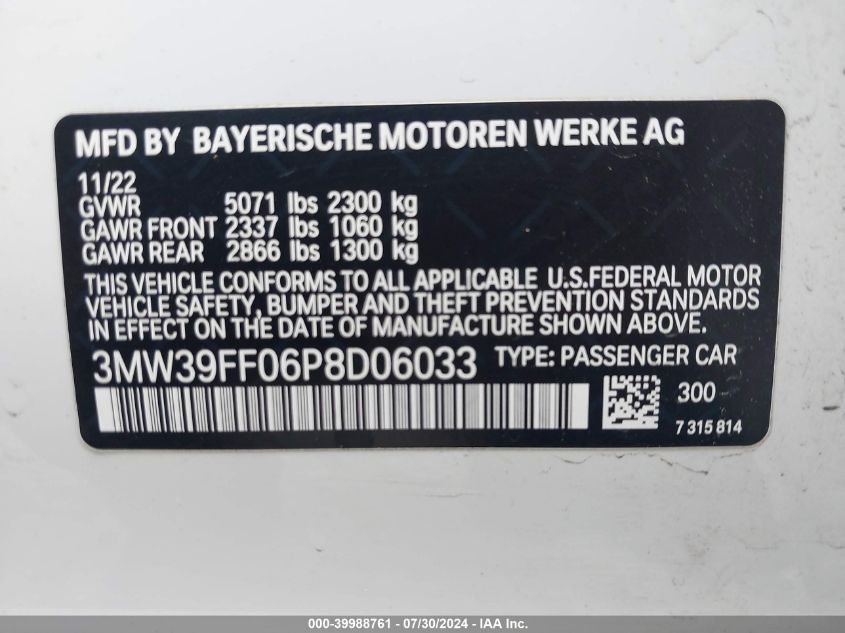 MFD BY BAYERISCHE MOTOREN WERKE AG
11/22
GVWR 5071 lbs 2300 kg
GAWR FRONT 2337 lbs 1060 kg
GAWR REAR 2866 lbs 1300 kg
THIS VEHICLE CONFORMS TO ALL APPLICABLE U.S.FEDERAL MOTOR
VEHICLE SAFETY, BUMPER AND THEFT PREVENTION STANDARDS
IN EFFECT ON THE DATE OF MANUFACTURE SHOWN ABOVE.
3MW39FF06P8D06033 TYPE: PASSENGER CAR
300
7 315 814
000-39988761 - 07/30/2024 - IAA Inc.